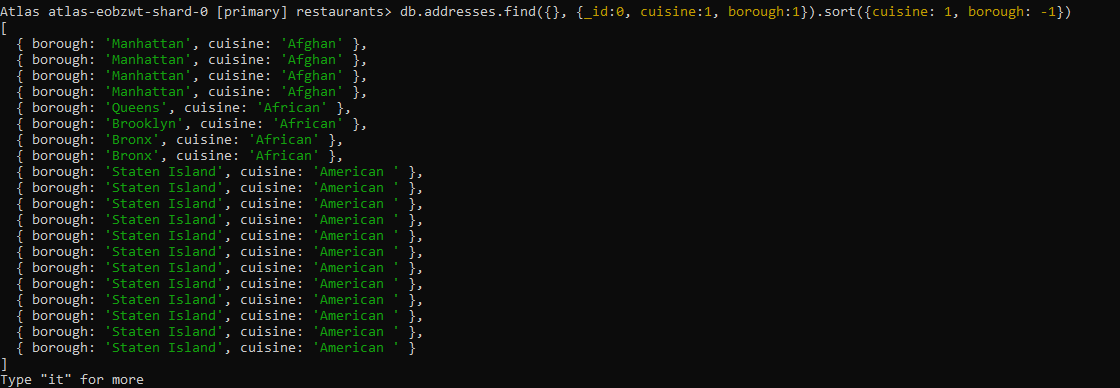 Atlas atlas-eobzwt-shard-0 [primary] restaurants> db.addresses.find({}, {_id:0, cuisine:1, borough:1}).sort({cuisine: 1, borough: -1})
[
  { borough: 'Manhattan', cuisine: 'Afghan' },
  { borough: 'Manhattan', cuisine: 'Afghan' },
  { borough: 'Manhattan', cuisine: 'Afghan' },
  { borough: 'Manhattan', cuisine: 'Afghan' },
  { borough: 'Queens', cuisine: 'African' },
  { borough: 'Brooklyn', cuisine: 'African' },
  { borough: 'Bronx', cuisine: 'African' },
  { borough: 'Bronx', cuisine: 'African' },
  { borough: 'Staten Island', cuisine: 'American ' },
  { borough: 'Staten Island', cuisine: 'American ' },
  { borough: 'Staten Island', cuisine: 'American ' },
  { borough: 'Staten Island', cuisine: 'American ' },
  { borough: 'Staten Island', cuisine: 'American ' },
  { borough: 'Staten Island', cuisine: 'American ' },
  { borough: 'Staten Island', cuisine: 'American ' },
  { borough: 'Staten Island', cuisine: 'American ' },
  { borough: 'Staten Island', cuisine: 'American ' },
  { borough: 'Staten Island', cuisine: 'American ' },
  { borough: 'Staten Island', cuisine: 'American ' },
  { borough: 'Staten Island', cuisine: 'American ' }
]
Type "it" for more